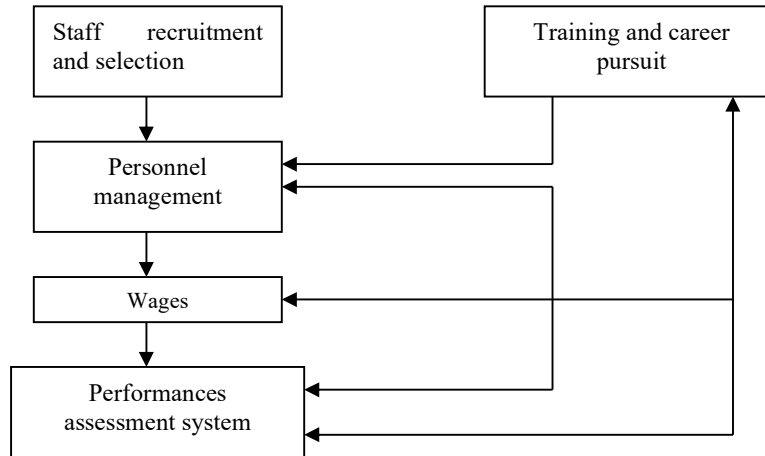 Staff recruitment
and selection
Training and career
pursuit
Personnel
management
Wages
Performances
assessment system